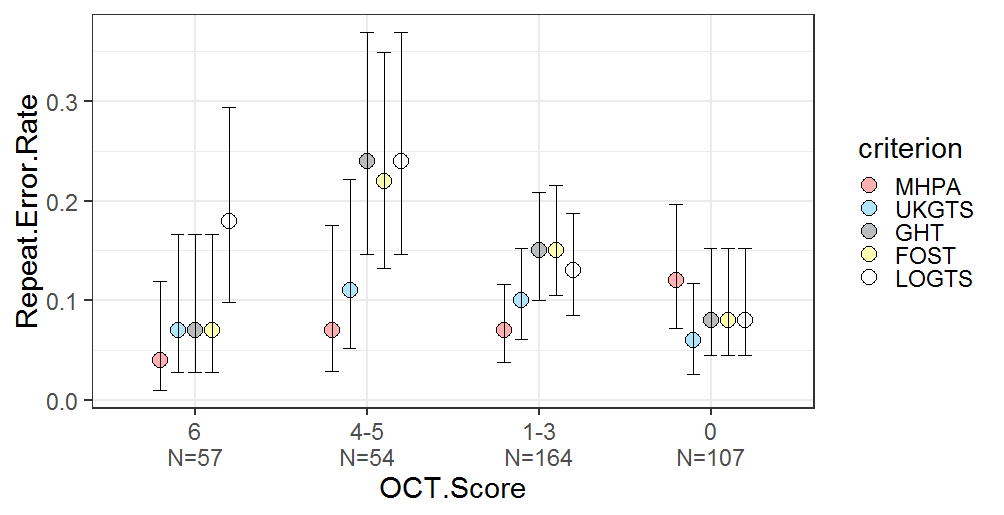 Repeat.Error.Rate
0.3
0.2
0.1
0.0
6
N=57
4-5
N=54
1-3
N=164
0
N=107
OCT.Score
criterion
MHPA
UKGTS
GHT
FOST
LOGTS